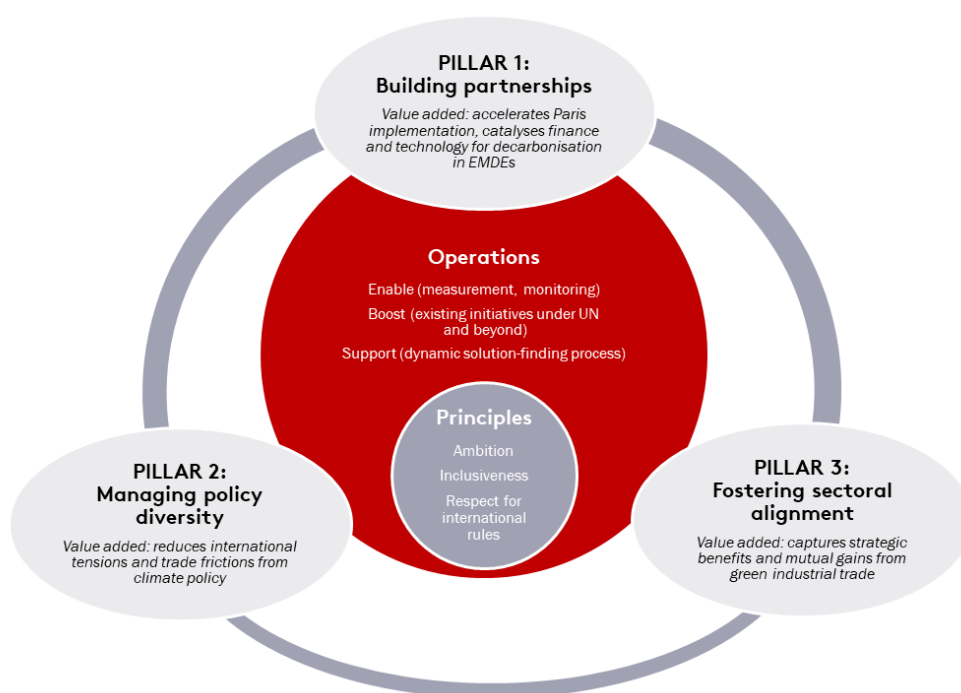 PILLAR 1:
Building partnerships
Value added: accelerates Paris
implementation, catalyses finance
and technology for decarbonisation
in EMDEs
Operations
Enable (measurement, monitoring)
Boost (existing initiatives under UN
and beyond)
Support (dynamic solution-finding process)
Principles
Ambition
Inclusiveness
Respect for
international
rules
PILLAR 2:
Managing policy
diversity
Value added: reduces international
tensions and trade frictions from
climate policy
PILLAR 3:
Fostering sectoral
alignment
Value added: captures strategic
benefits and mutual gains from
green industrial trade